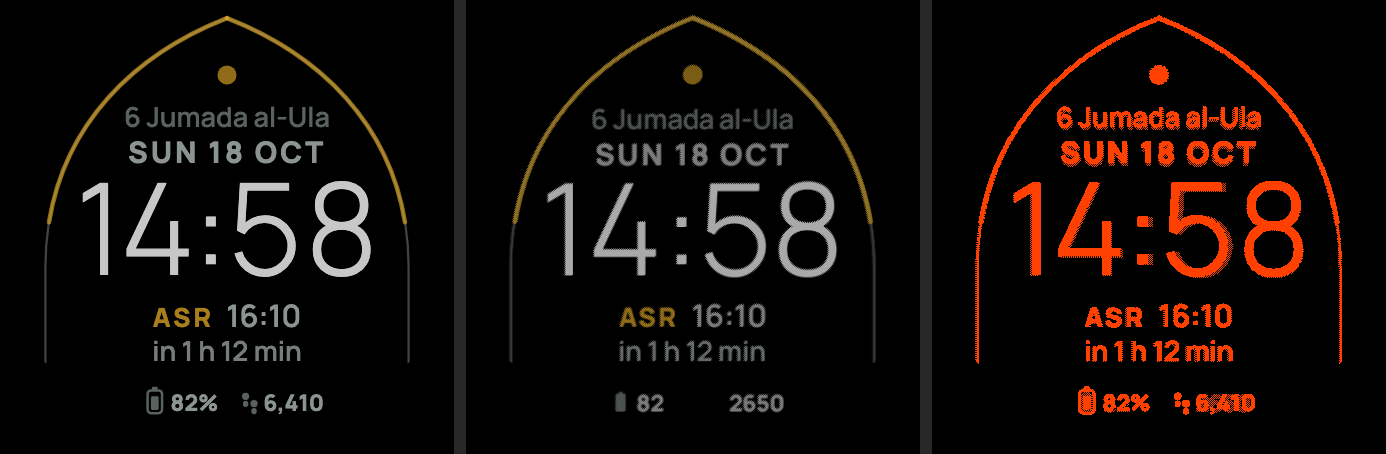 6 Jumada al-Ula
SUN 18 OCT
14:58
ASR 16:10
in 1 h 12 min
82% 6,410
6 Jumada al-Ula
SUN 18 OCT
14:58
ASR 16:10
in 1 h 12 min
82 2650
6 Jumada al-Ula
SUN 18 OCT
14:58
ASR 16:10
in 1 h 12 min
82%